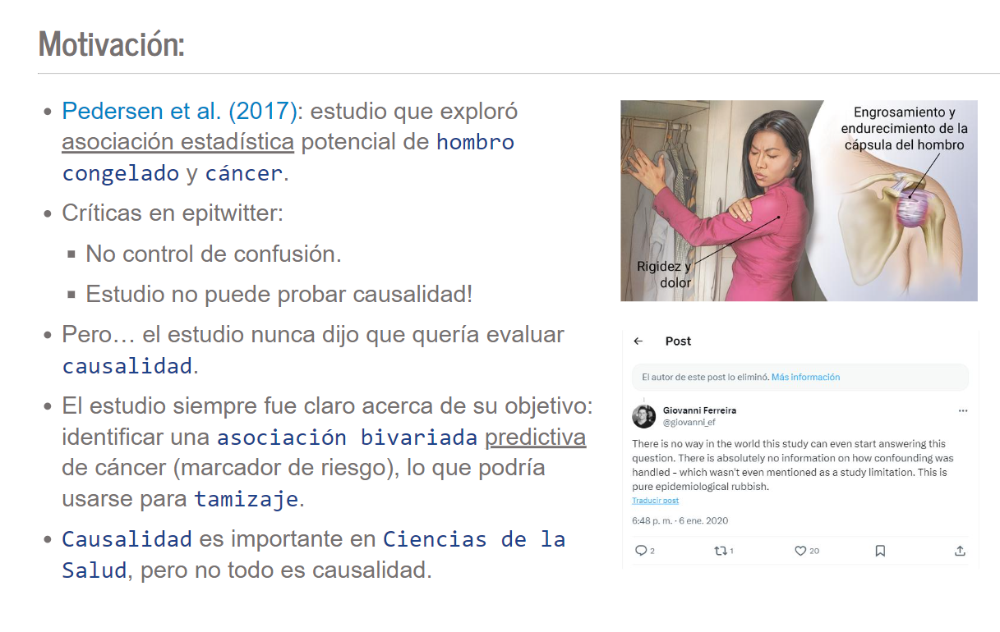 Motivación:
• Pedersen et al. (2017): estudio que exploró
asociación estadística potencial de hombro
congelado y cáncer.
• Críticas en epitwitter:
▪ No control de confusión.
▪ Estudio no puede probar causalidad!
• Pero… el estudio nunca dijo que quería evaluar
causalidad.
• El estudio siempre fue claro acerca de su objetivo:
identificar una asociación bivariada predictiva
de cáncer (marcador de riesgo), lo que podría
usarse para tamizaje.
• Causalidad es importante en Ciencias de la
Salud, pero no todo es causalidad.
Engrosamiento y
endurecimiento de la
cápsula del hombro
Rigidez y
dolor
Post
El autor de este post lo eliminó. Más información
Giovanni Ferreira
@giovanni_ef
There is no way in the world this study can even start answering this
question. There is absolutely no information on how confounding was
handled - which wasn't even mentioned as a study limitation. This is
pure epidemiological rubbish.
Traducir post
6:48 p. m. · 6 ene. 2020
2 1 20